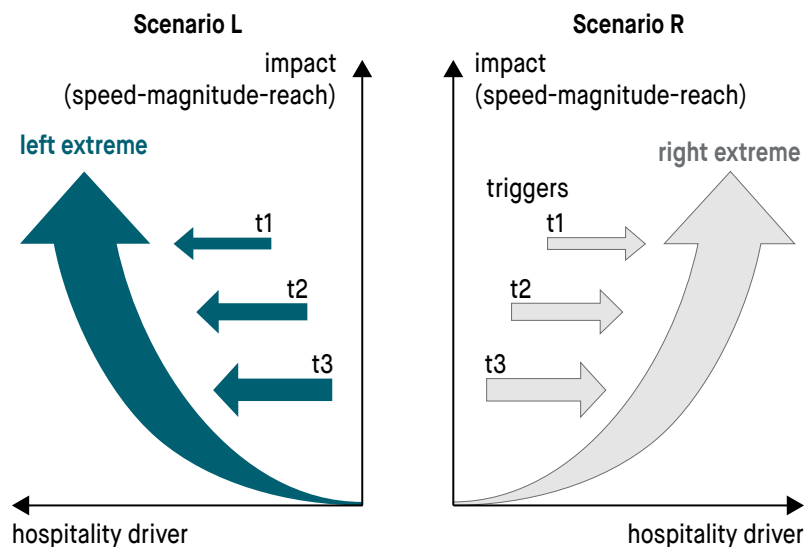 Scenario L
impact
(speed-magnitude-reach)
left extreme
t1
t2
t3
hospitality driver
Scenario R
impact
(speed-magnitude-reach)
right extreme
triggers
t1
t2
t3
hospitality driver